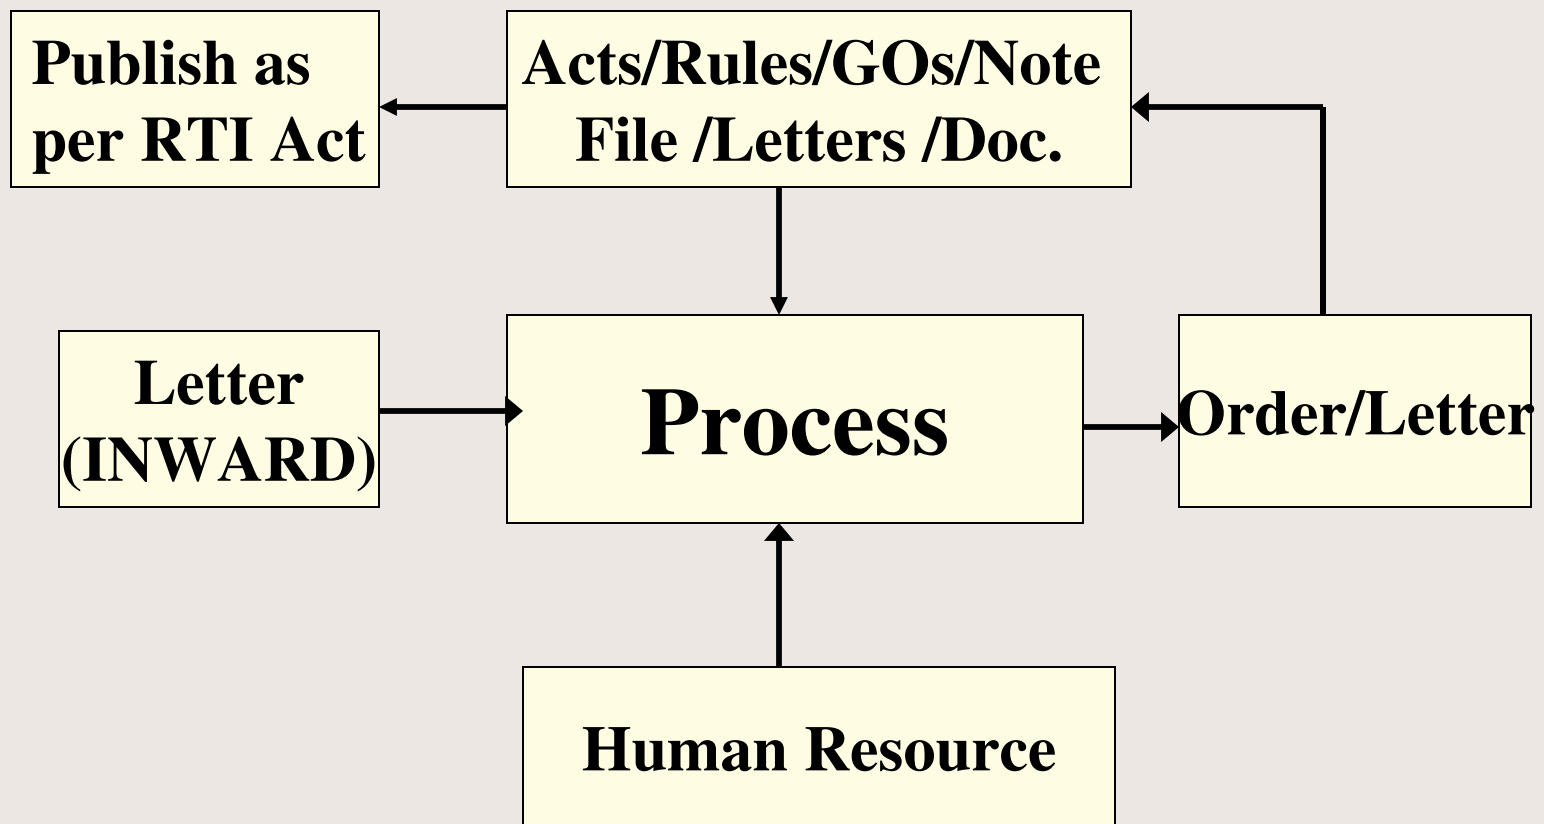 Publish as
per RTI Act
Acts/Rules/GOs/Note
File /Letters /Doc.
Letter
(INWARD)
Process
Order/Letter
Human Resource